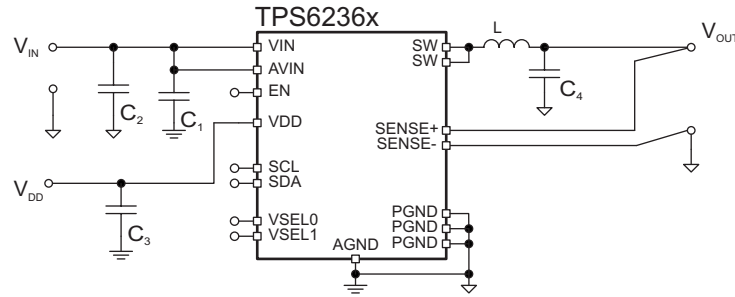 TPS6236x
VIN
VIN
SW
L
VOUT
SW
AVIN
EN
C2
C1
C4
VDD
SENSE+
SENSE-
SCL
SDA
VDD
C3
VSEL0
VSEL1
PGND
PGND
PGND
AGND